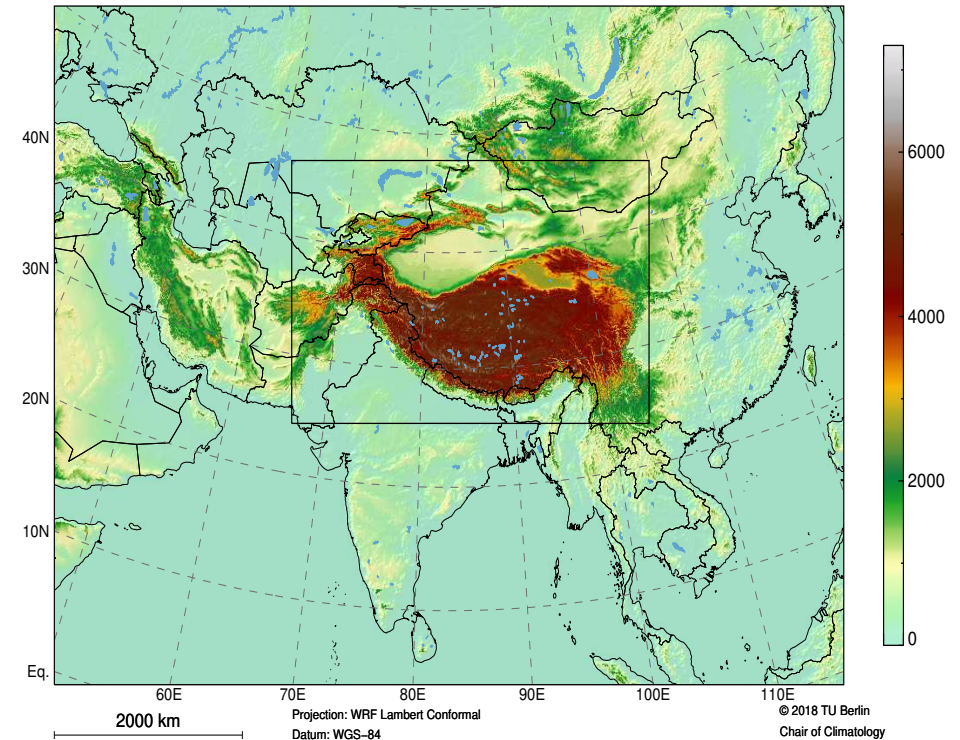 40N
30N
20N
10N
Eq.
60E 70E 80E 90E 100E 110E
6000
4000
2000
0
2000 km
Projection: WRF Lambert Conformal
Datum: WGS−84
© 2018 TU Berlin
Chair of Climatology